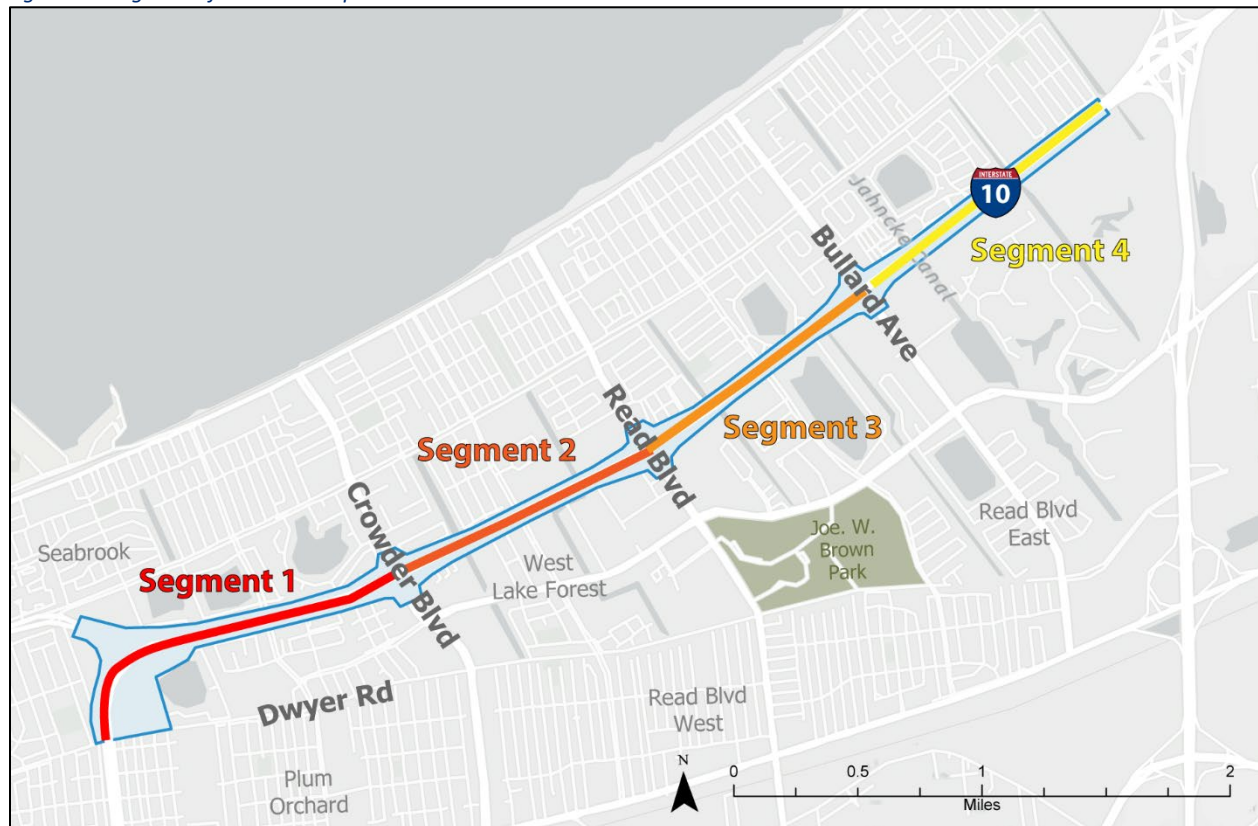 Jahncke Canal
INTERSTATE
10
Bullard Ave
Segment 4
Read Blvd
Segment 3
Segment 2
Crowder Blvd
Seabrook
Segment 1
West
Lake Forest
Joe. W.
Brown
Park
Read Blvd
East
Dwyer Rd
Read Blvd
West
Plum
Orchard
N
0 0.5 1 2
Miles